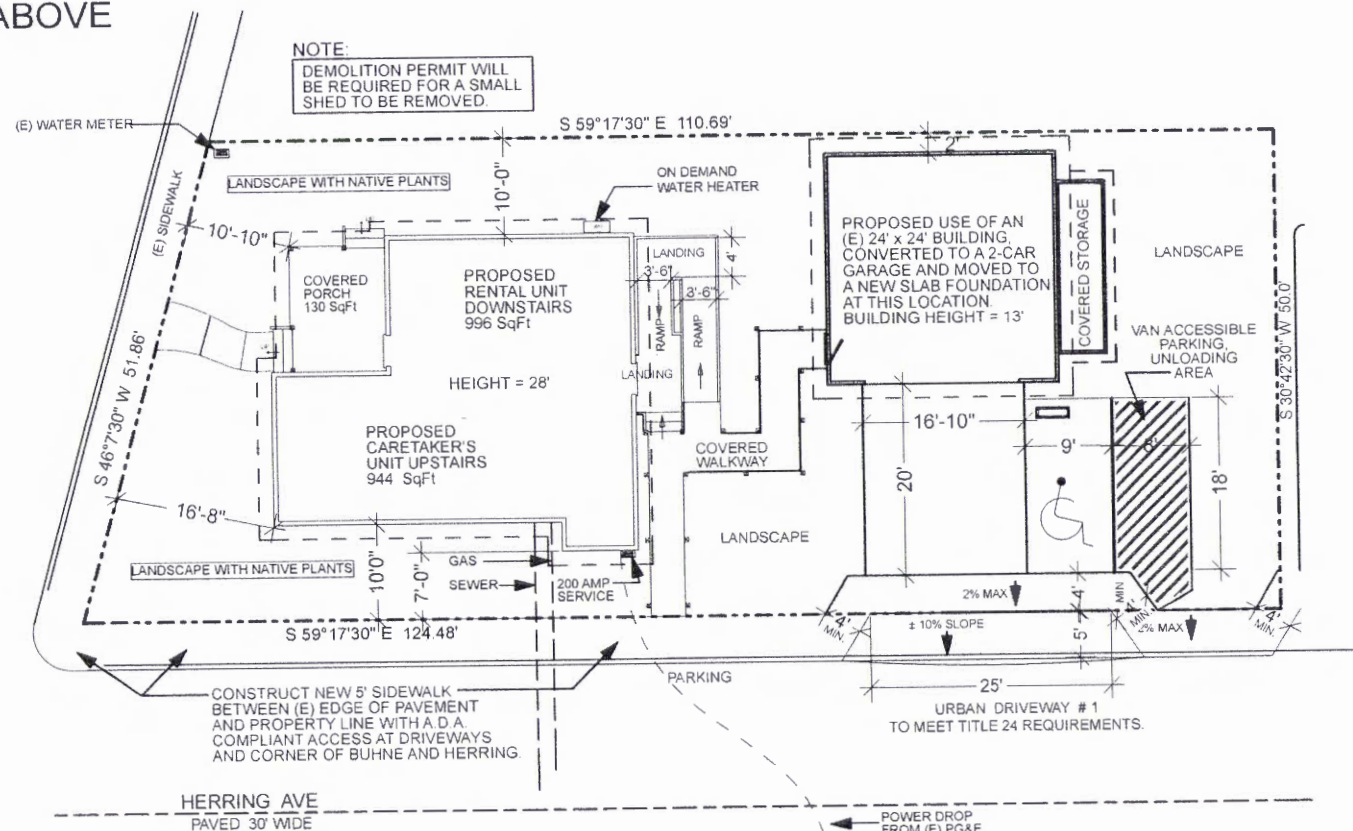 ABOVE
NOTE:
DEMOLITION PERMIT WILL
BE REQUIRED FOR A SMALL
SHED TO BE REMOVED.
(E) WATER METER
S 59°17'30" E  110.69'
2'
LANDSCAPE WITH NATIVE PLANTS
10'-0"
ON DEMAND
WATER HEATER
(E) SIDEWALK
10'-10"
COVERED
PORCH
130 SqFt
PROPOSED
RENTAL UNIT
DOWNSTAIRS
996 SqFt
LANDING
4'
3'-6"
3'-6"
RAMP
RAMP
LANDING
PROPOSED USE OF AN
(E) 24' x 24' BUILDING,
CONVERTED TO A 2-CAR
GARAGE AND MOVED TO
A NEW SLAB FOUNDATION
AT THIS LOCATION.
BUILDING HEIGHT = 13'
COVERED STORAGE
LANDSCAPE
VAN ACCESSIBLE
PARKING,
UNLOADING
AREA
S 30°42'30" W  50.0'
S 46°7'30" W  51.86'
HEIGHT = 28'
PROPOSED
CARETAKER'S
UNIT UPSTAIRS
944 SqFt
COVERED
WALKWAY
16'-10"
9'
8'
20'
18'
16'-8"
LANDSCAPE
LANDSCAPE WITH NATIVE PLANTS
10'0"
7'-0"
GAS
SEWER
200 AMP
SERVICE
2% MAX
4'
MIN
4'
MIN.
± 10% SLOPE
5'
4'
2% MAX
4'
MIN.
S 59°17'30" E  124.48'
PARKING
25'
URBAN DRIVEWAY # 1
TO MEET TITLE 24 REQUIREMENTS.
CONSTRUCT NEW 5' SIDEWALK
BETWEEN (E) EDGE OF PAVEMENT
AND PROPERTY LINE WITH A.D.A.
COMPLIANT ACCESS AT DRIVEWAYS
AND CORNER OF BUHNE AND HERRING.
HERRING AVE
PAVED 30' WIDE
POWER DROP
FROM (E) PG&E